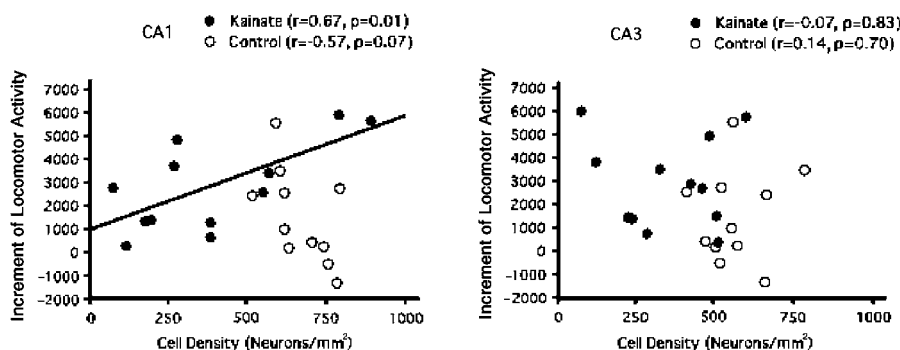 CA1
● Kainate (r=0.67, p=0.01)
○ Control (r=-0.57, p=0.07)
Increment of Locomotor Activity
7000
6000
5000
4000
3000
2000
1000
0
-1000
-2000
0 250 500 750 1000
Cell Density (Neurons/mm²)
CA3
● Kainate (r=-0.07, p=0.83)
○ Control (r=0.14, p=0.70)
Increment of Locomotor Activity
7000
6000
5000
4000
3000
2000
1000
0
-1000
-2000
0 250 500 750 1000
Cell Density (Neurons/mm²)